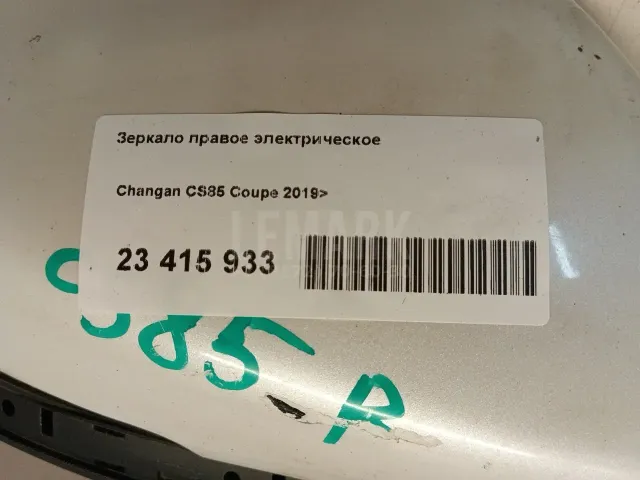 Зеркало правое электрическое
Changan CS85 Coupe 2019>
LEMARK
23 415 933
CS85
R